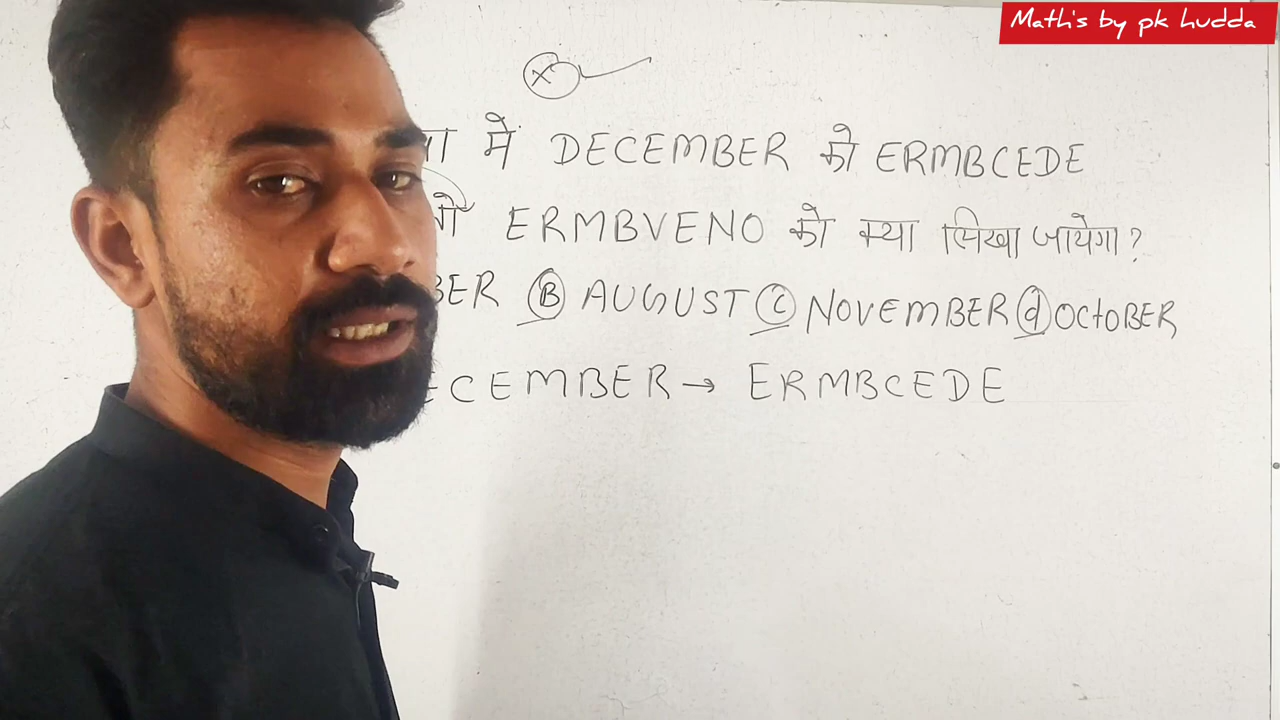 Math's by pk hudda
x
में DECEMBER को ERMBCEDE
ERMBVENO को क्या लिखा जायेगा?
BER (B) AUGUST (C) NOVEMBER (d) OCtOBER
ECEMBER → ERMBCEDE